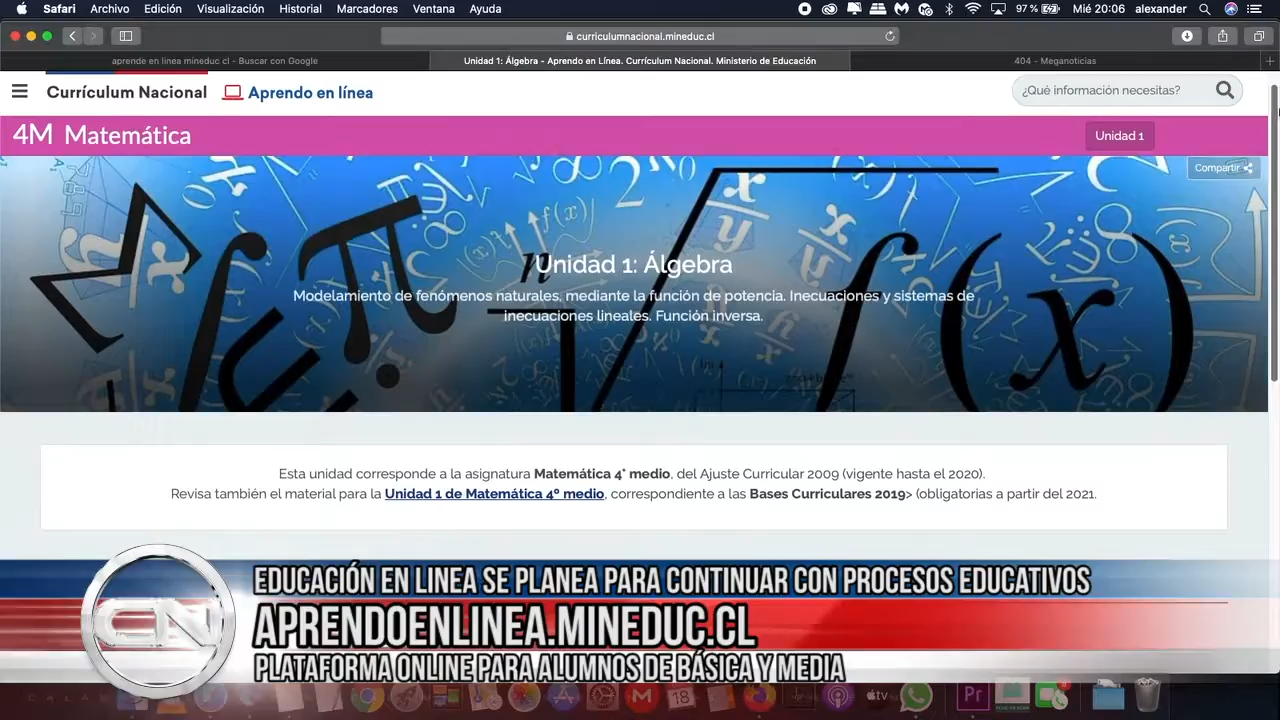 Safari Archivo Edición Visualización Historial Marcadores Ventana Ayuda 97 % Mié 20:06 alexander
curriculumnacional.mineduc.cl
aprende en linea mineduc cl - Buscar con Google Unidad 1: Álgebra - Aprendo en Línea. Currículum Nacional. Ministerio de Educación 404 - Meganoticias
Currículum Nacional Aprendo en línea ¿Qué información necesitas?
4M Matemática Unidad 1
Compartir
Unidad 1: Álgebra
Modelamiento de fenómenos naturales, mediante la función de potencia. Inecuaciones y sistemas de
inecuaciones lineales. Función inversa.
Esta unidad corresponde a la asignatura Matemática 4° medio, del Ajuste Curricular 2009 (vigente hasta el 2020).
Revisa también el material para la Unidad 1 de Matemática 4º medio, correspondiente a las Bases Curriculares 2019> (obligatorias a partir del 2021.
EDUCACIÓN EN LINEA SE PLANEA PARA CONTINUAR CON PROCESOS EDUCATIVOS
CN APRENDOENLINEA.MINEDUC.CL
PLATAFORMA ONLINE PARA ALUMNOS DE BÁSICA Y MEDIA
18 tv Pr